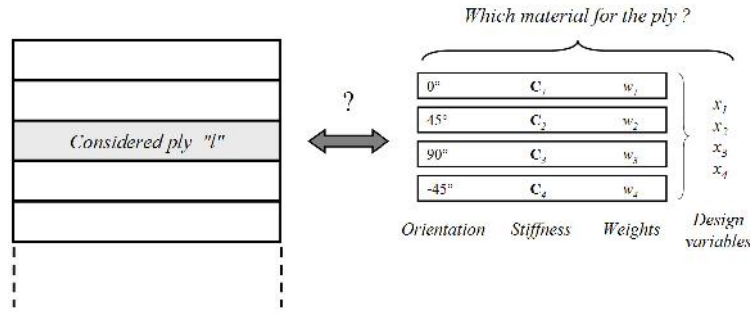 Which material for the ply ?
?
Considered ply "l"
0° C₁ w₁
45° C₂ w₂
90° C₃ w₃
-45° C₄ w₄
x₁
x₂
x₃
x₄
Orientation Stiffness Weights Design variables